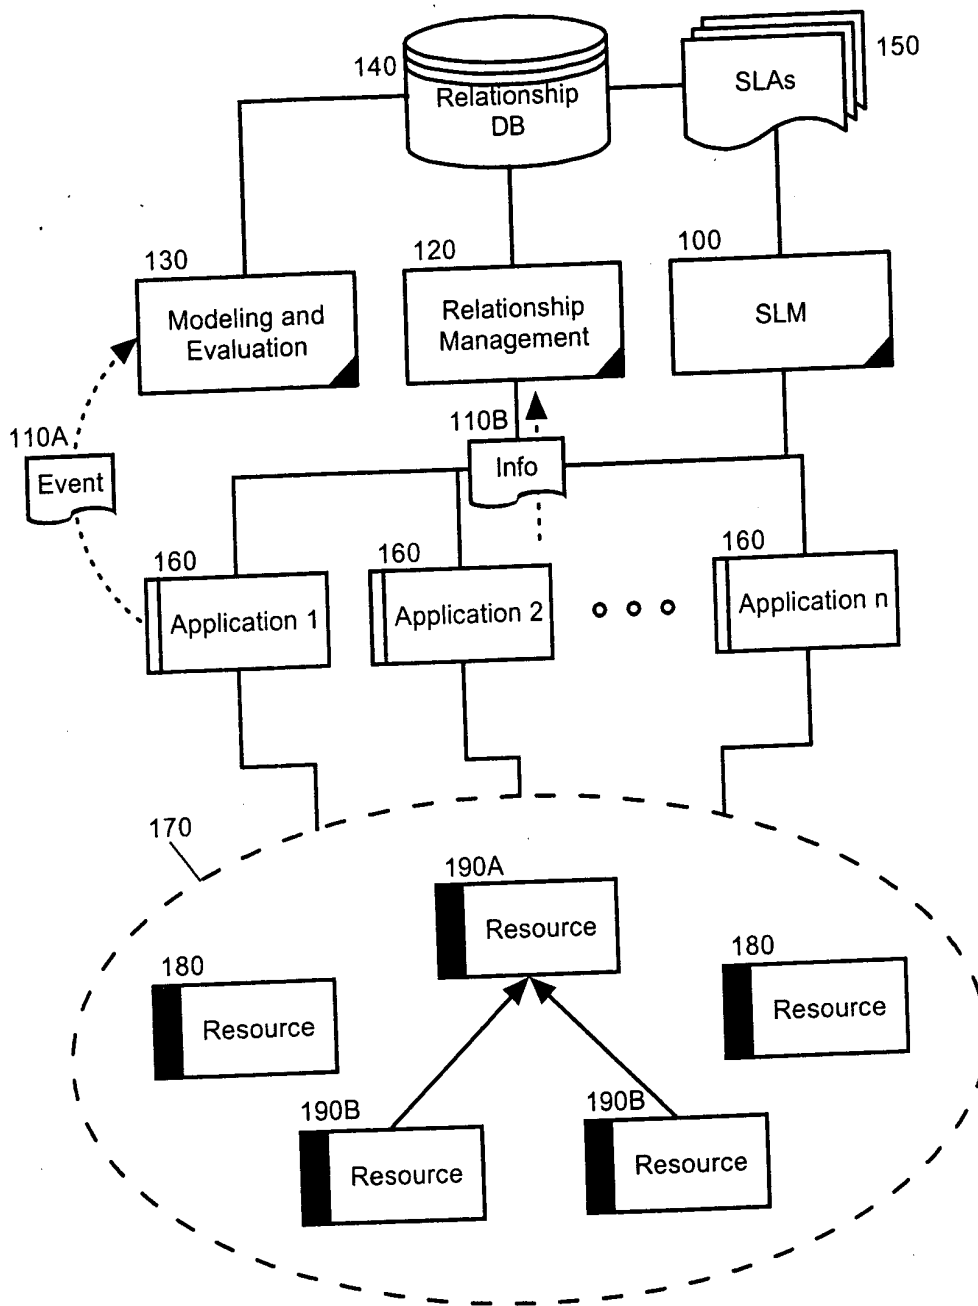 140
Relationship
DB
SLAs
150
130
Modeling and
Evaluation
120
Relationship
Management
100
SLM
110A
Event
110B
Info
160
Application 1
160
Application 2
160
Application n
170
190A
Resource
180
Resource
180
Resource
190B
Resource
190B
Resource